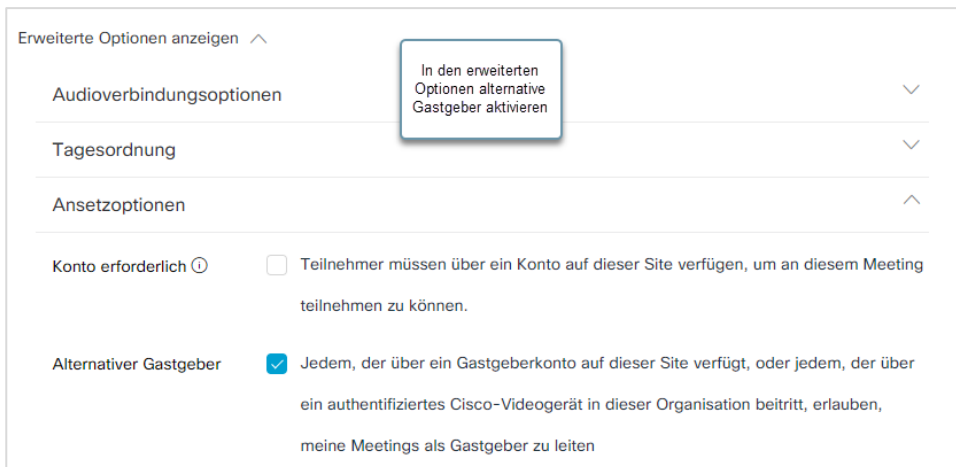 Erweiterte Optionen anzeigen
In den erweiterten
Optionen alternative
Gastgeber aktivieren
Audioverbindungsoptionen
Tagesordnung
Ansetzoptionen
Konto erforderlich
Teilnehmer müssen über ein Konto auf dieser Site verfügen, um an diesem Meeting
teilnehmen zu können.
Alternativer Gastgeber
Jedem, der über ein Gastgeberkonto auf dieser Site verfügt, oder jedem, der über
ein authentifiziertes Cisco-Videogerät in dieser Organisation beitritt, erlauben,
meine Meetings als Gastgeber zu leiten